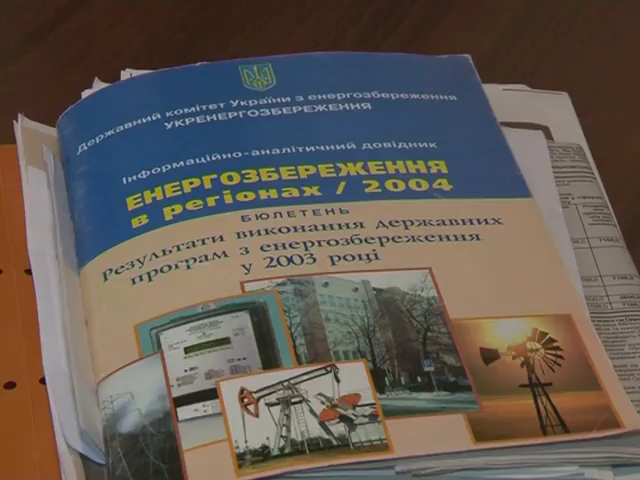 Державний комітет України з енергозбереження
УКРЕНЕРГОЗБЕРЕЖЕННЯ
Інформаційно-аналітичний довідник
ЕНЕРГОЗБЕРЕЖЕННЯ
в регіонах / 2004
БЮЛЕТЕНЬ
Результати виконання державних
програм з енергозбереження
у 2003 році